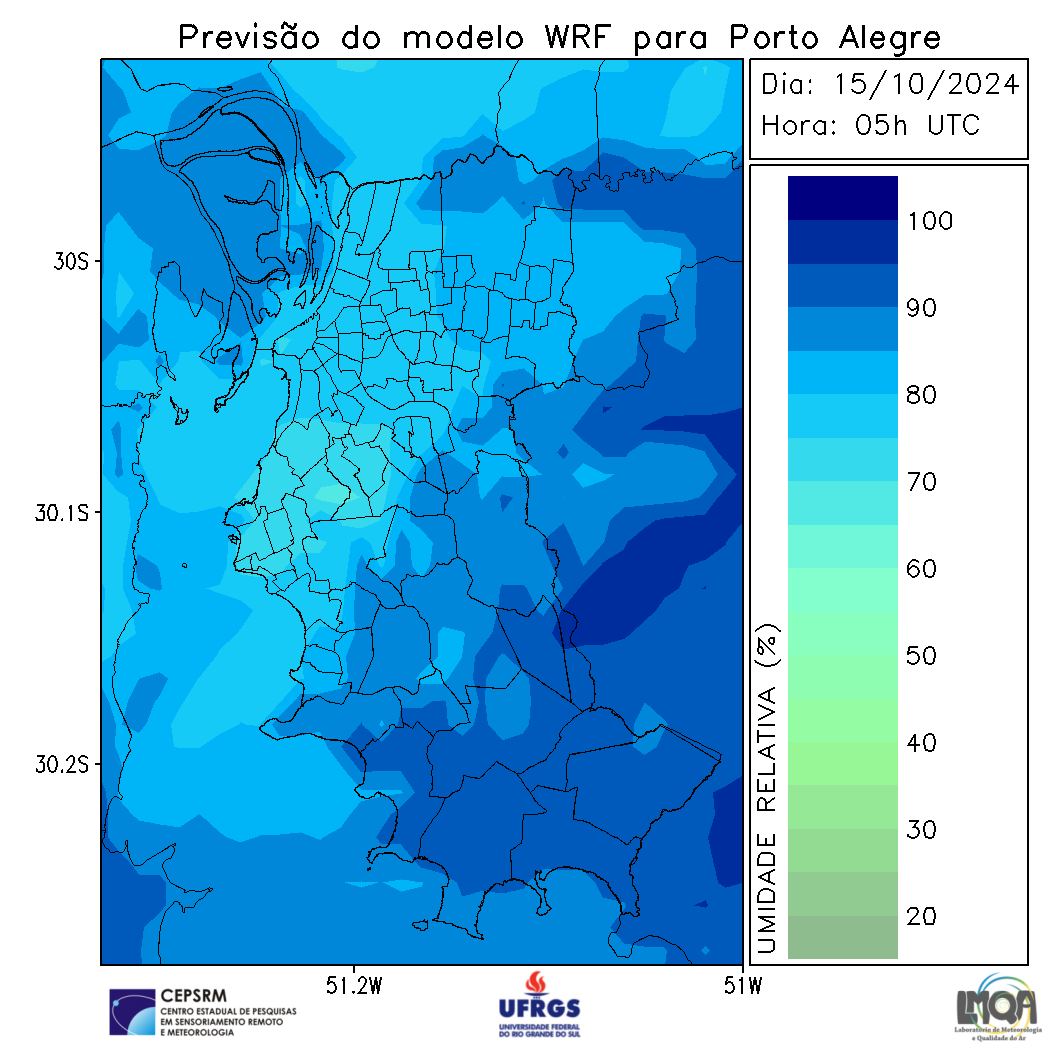 Previsão do modelo WRF para Porto Alegre
Dia: 15/10/2024
Hora: 05h UTC
30S
30.1S
30.2S
51.2W
51W
UMIDADE RELATIVA (%)
100
90
80
70
60
50
40
30
20
CEPSRM
CENTRO ESTADUAL DE PESQUISAS
EM SENSORIAMENTO REMOTO
E METEOROLOGIA
UFRGS
UNIVERSIDADE FEDERAL
DO RIO GRANDE DO SUL
LMQA
Laboratório de Meteorologia
e Qualidade do Ar